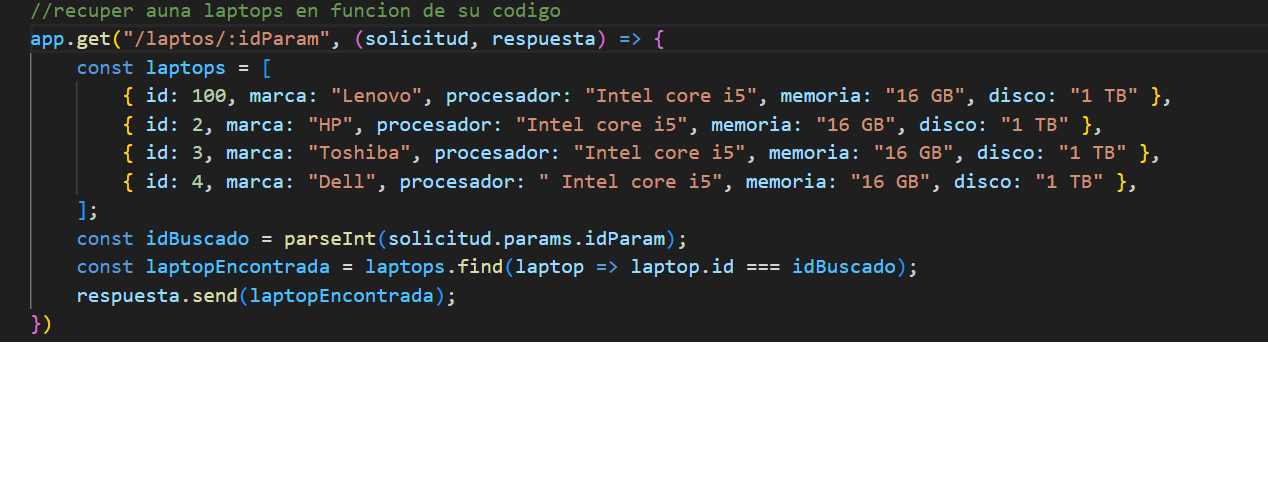 //recuper auna laptops en funcion de su codigo
app.get("/laptos/:idParam", (solicitud, respuesta) => {
    const laptops = [
        { id: 100, marca: "Lenovo", procesador: "Intel core i5", memoria: "16 GB", disco: "1 TB" },
        { id: 2, marca: "HP", procesador: "Intel core i5", memoria: "16 GB", disco: "1 TB" },
        { id: 3, marca: "Toshiba", procesador: "Intel core i5", memoria: "16 GB", disco: "1 TB" },
        { id: 4, marca: "Dell", procesador: " Intel core i5", memoria: "16 GB", disco: "1 TB" },
    ];
    const idBuscado = parseInt(solicitud.params.idParam);
    const laptopEncontrada = laptops.find(laptop => laptop.id === idBuscado);
    respuesta.send(laptopEncontrada);
})